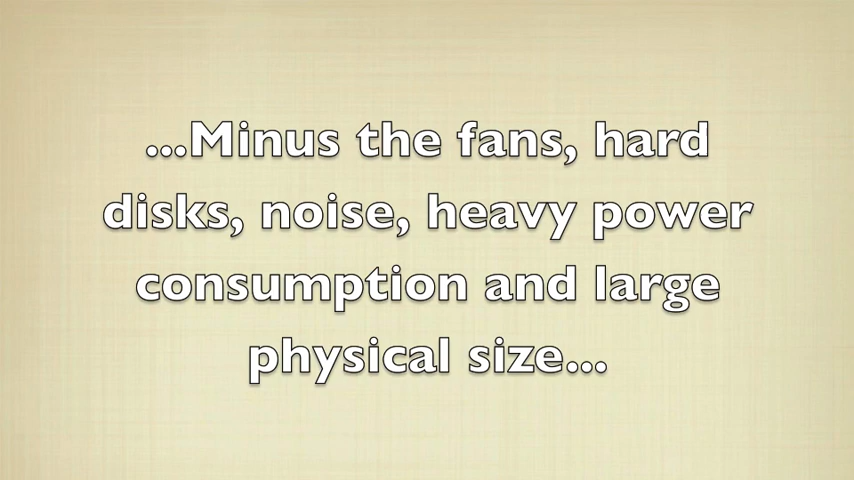 ...Minus the fans, hard
disks, noise, heavy power
consumption and large
physical size...